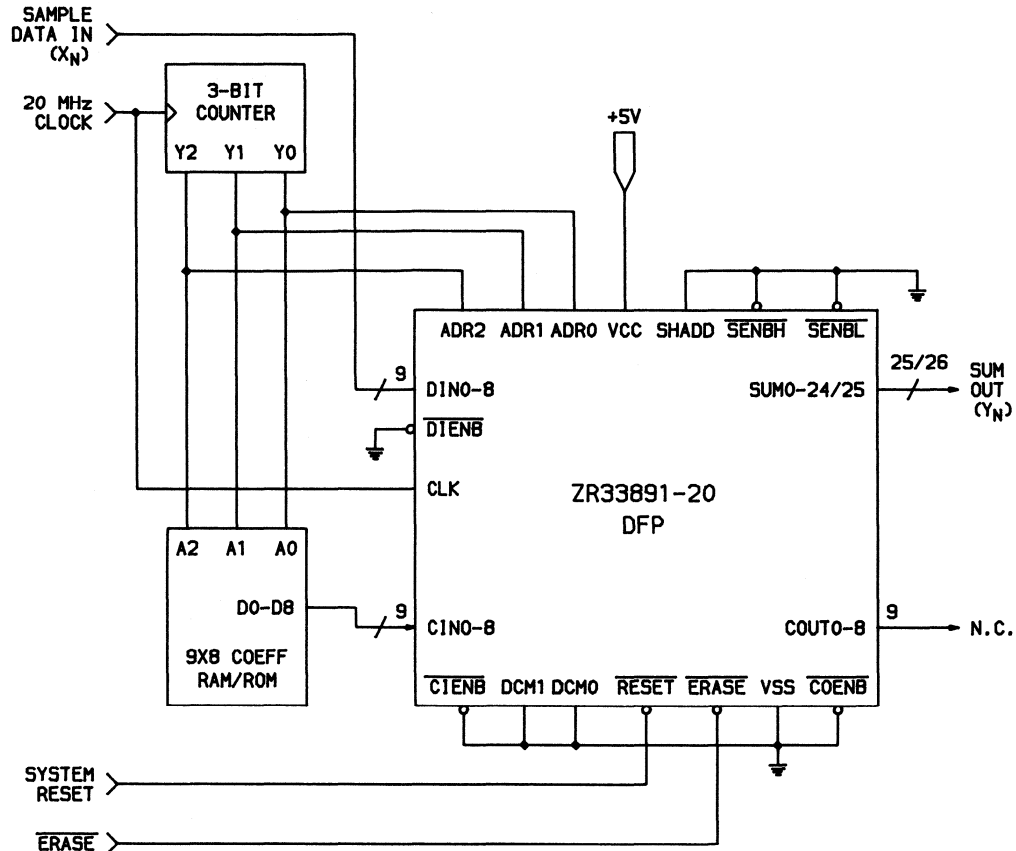 SAMPLE
DATA IN
(XN)
20 MHz
CLOCK
3-BIT
COUNTER
Y2 Y1 Y0
+5V
ADR2 ADR1 ADR0 VCC SHADD SENBH SENBL
9
DIN0-8
SUM0-24/25
25/26
SUM
OUT
(YN)
DIENB
CLK
ZR33891-20
DFP
A2 A1 A0
D0-D8
9X8 COEFF
RAM/ROM
9
CIN0-8
COUT0-8
9
N.C.
CIENB DCM1 DCM0 RESET ERASE VSS COENB
SYSTEM
RESET
ERASE